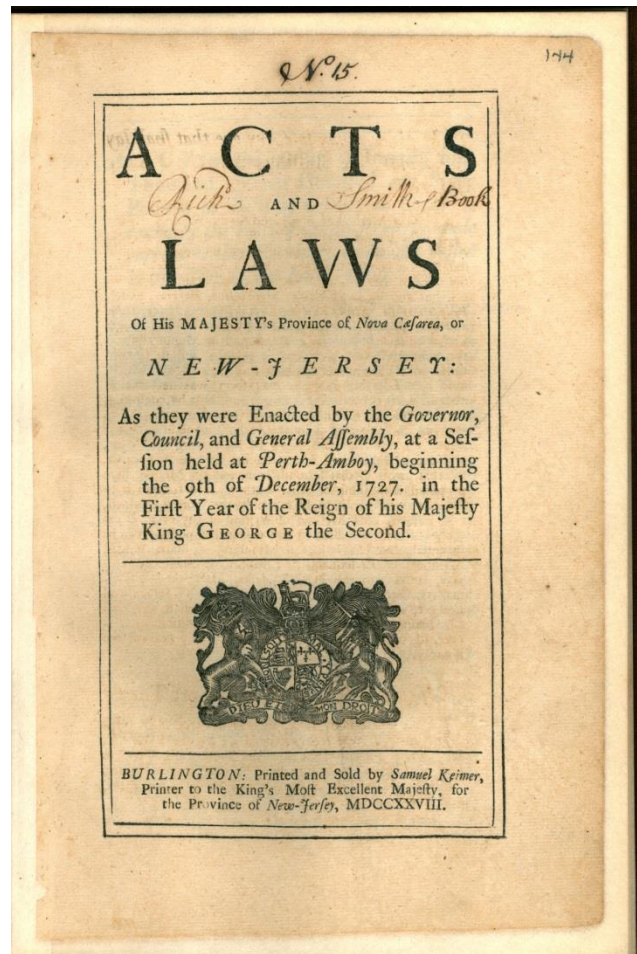 No. 15.
144
ACTS
Rich AND Smith's Book
LAWS
Of His MAJESTY's Province of Nova Cæſarea, or
NEW-JERSEY:
As they were Enacted by the Governor,
Council, and General Aſſembly, at a Seſ-
ſion held at Perth-Amboy, beginning
the 9th of December, 1727. in the
Firſt Year of the Reign of his Majeſty
King GEORGE the Second.
DIEU ET MON DROIT
BURLINGTON: Printed and Sold by Samuel Keimer,
Printer to the King's Moſt Excellent Majeſty, for
the Province of New-Jerſey, MDCCXXVIII.